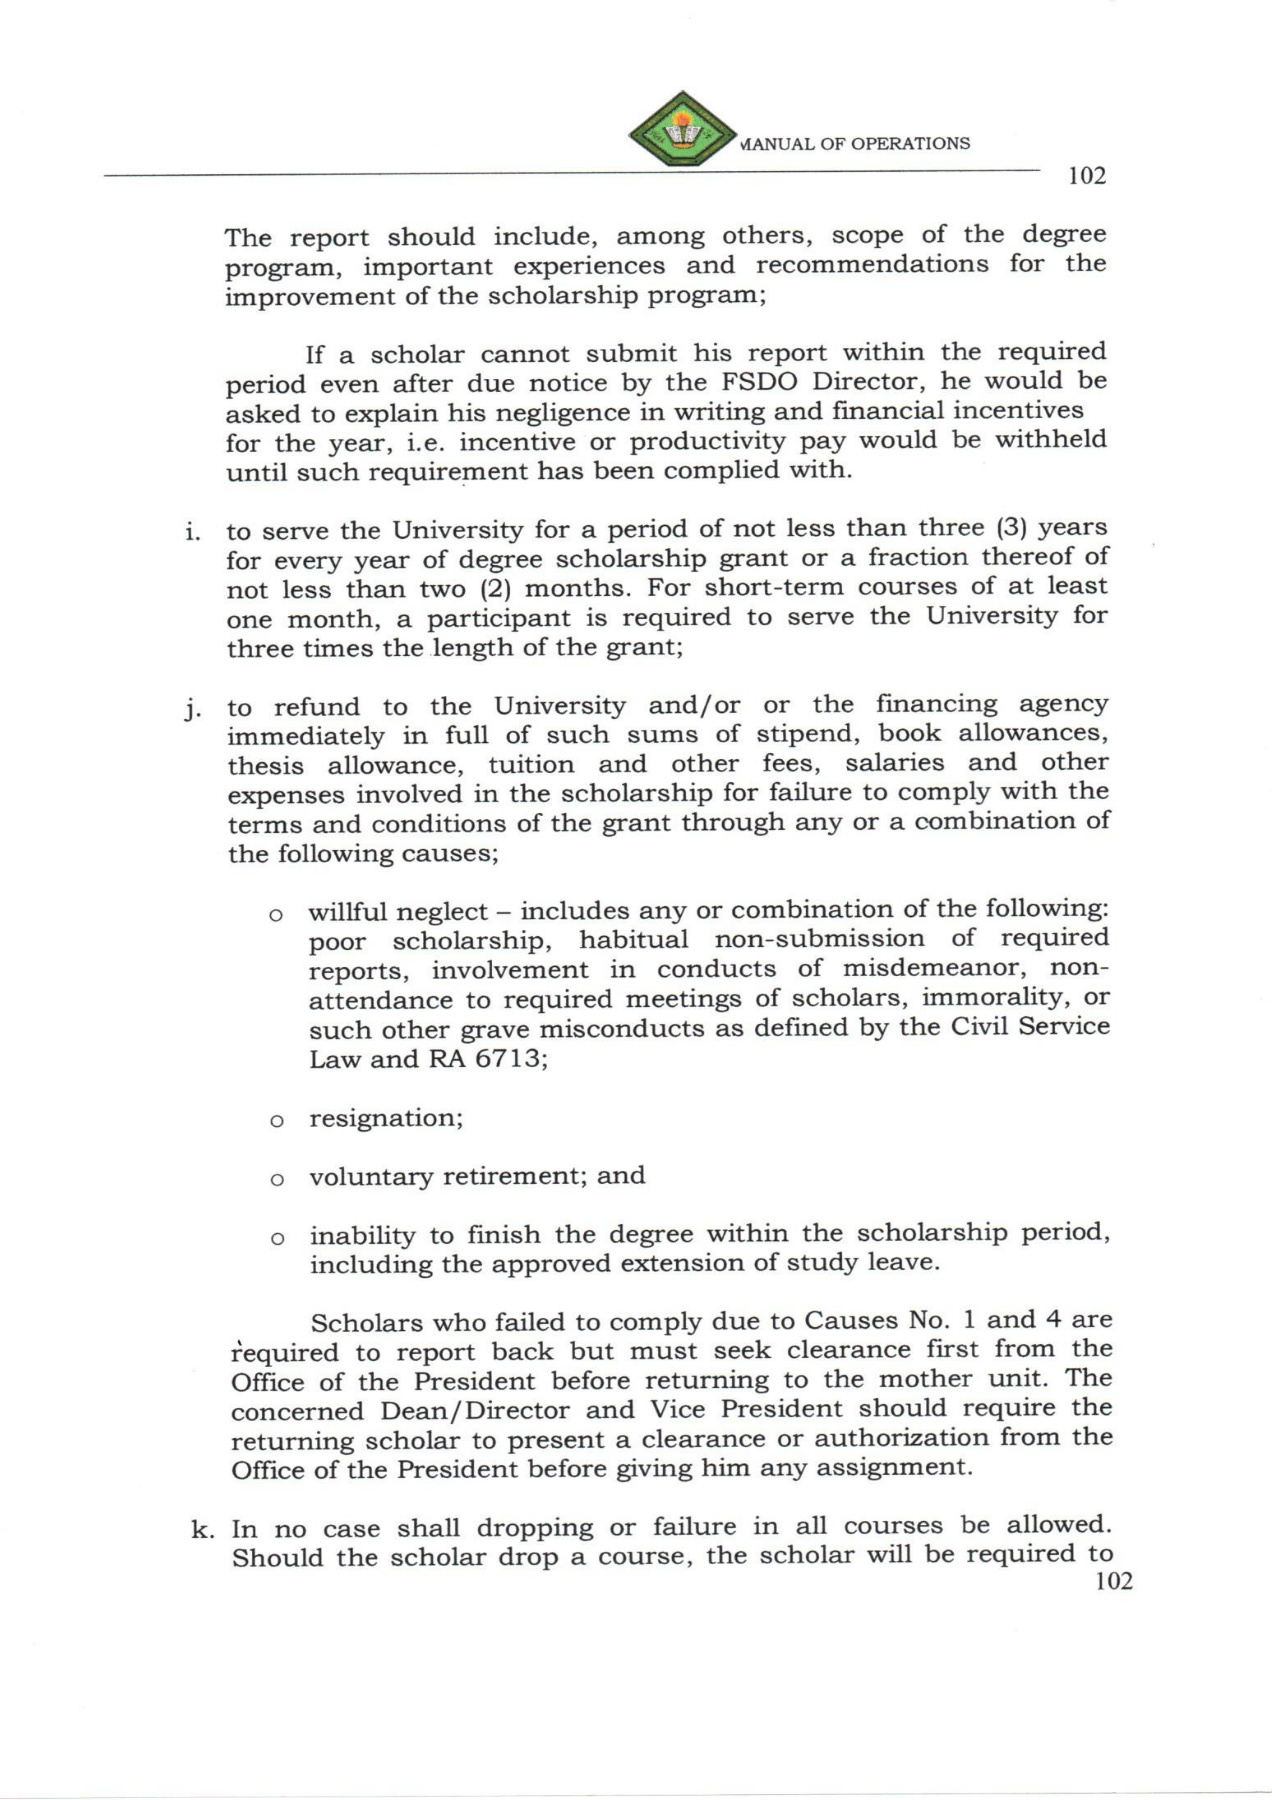 MANUAL OF OPERATIONS
102
The report should include, among others, scope of the degree
program, important experiences and recommendations for the
improvement of the scholarship program;
If a scholar cannot submit his report within the required
period even after due notice by the FSDO Director, he would be
asked to explain his negligence in writing and financial incentives
for the year, i.e. incentive or productivity pay would be withheld
until such requirement has been complied with.
i. to serve the University for a period of not less than three (3) years
for every year of degree scholarship grant or a fraction thereof of
not less than two (2) months. For short-term courses of at least
one month, a participant is required to serve the University for
three times the length of the grant;
j. to refund to the University and/or or the financing agency
immediately in full of such sums of stipend, book allowances,
thesis allowance, tuition and other fees, salaries and other
expenses involved in the scholarship for failure to comply with the
terms and conditions of the grant through any or a combination of
the following causes;
o willful neglect – includes any or combination of the following:
poor scholarship, habitual non-submission of required
reports, involvement in conducts of misdemeanor, non-
attendance to required meetings of scholars, immorality, or
such other grave misconducts as defined by the Civil Service
Law and RA 6713;
o resignation;
o voluntary retirement; and
o inability to finish the degree within the scholarship period,
including the approved extension of study leave.
Scholars who failed to comply due to Causes No. 1 and 4 are
required to report back but must seek clearance first from the
Office of the President before returning to the mother unit. The
concerned Dean/Director and Vice President should require the
returning scholar to present a clearance or authorization from the
Office of the President before giving him any assignment.
k. In no case shall dropping or failure in all courses be allowed.
Should the scholar drop a course, the scholar will be required to
102